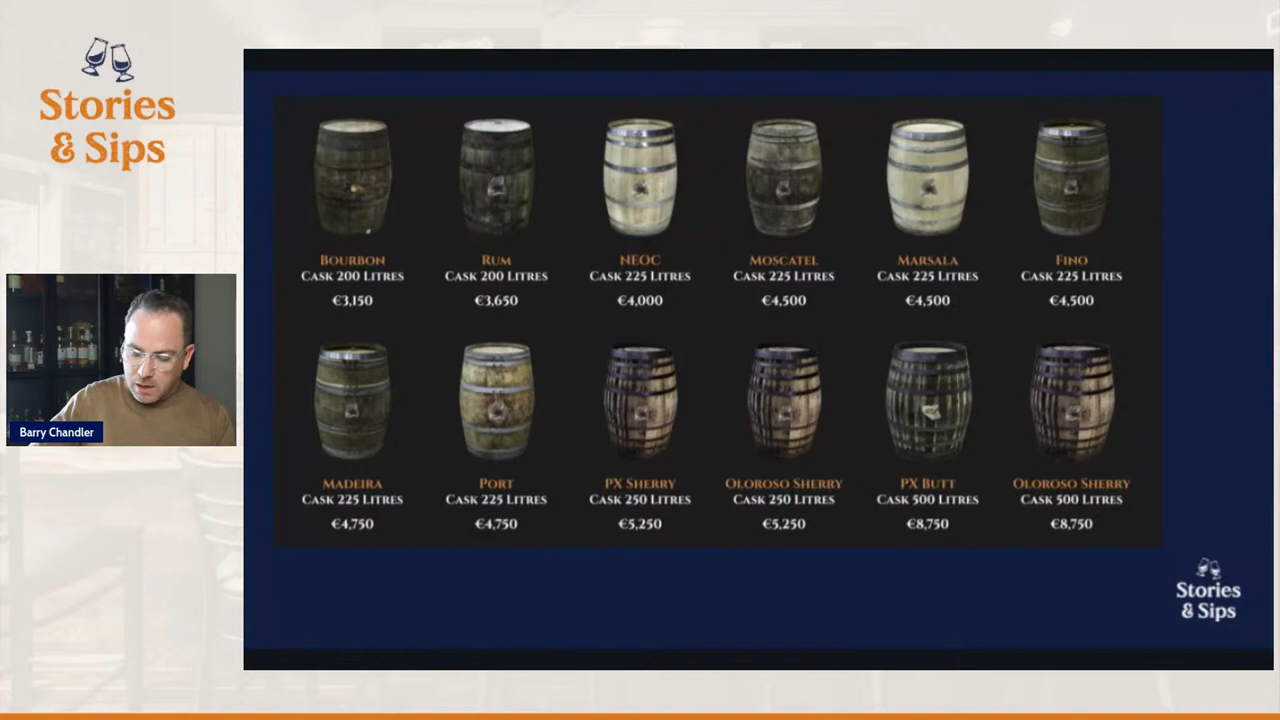 Stories
& Sips
Barry Chandler
BOURBON
CASK 200 LITRES
€3,150
RUM
CASK 200 LITRES
€3,650
NEOC
CASK 225 LITRES
€4,000
MOSCATEL
CASK 225 LITRES
€4,500
MARSALA
CASK 225 LITRES
€4,500
FINO
CASK 225 LITRES
€4,500
MADEIRA
CASK 225 LITRES
€4,750
PORT
CASK 225 LITRES
€4,750
PX SHERRY
CASK 250 LITRES
€5,250
OLOROSO SHERRY
CASK 250 LITRES
€5,250
PX BUTT
CASK 500 LITRES
€8,750
OLOROSO SHERRY
CASK 500 LITRES
€8,750
Stories
& Sips